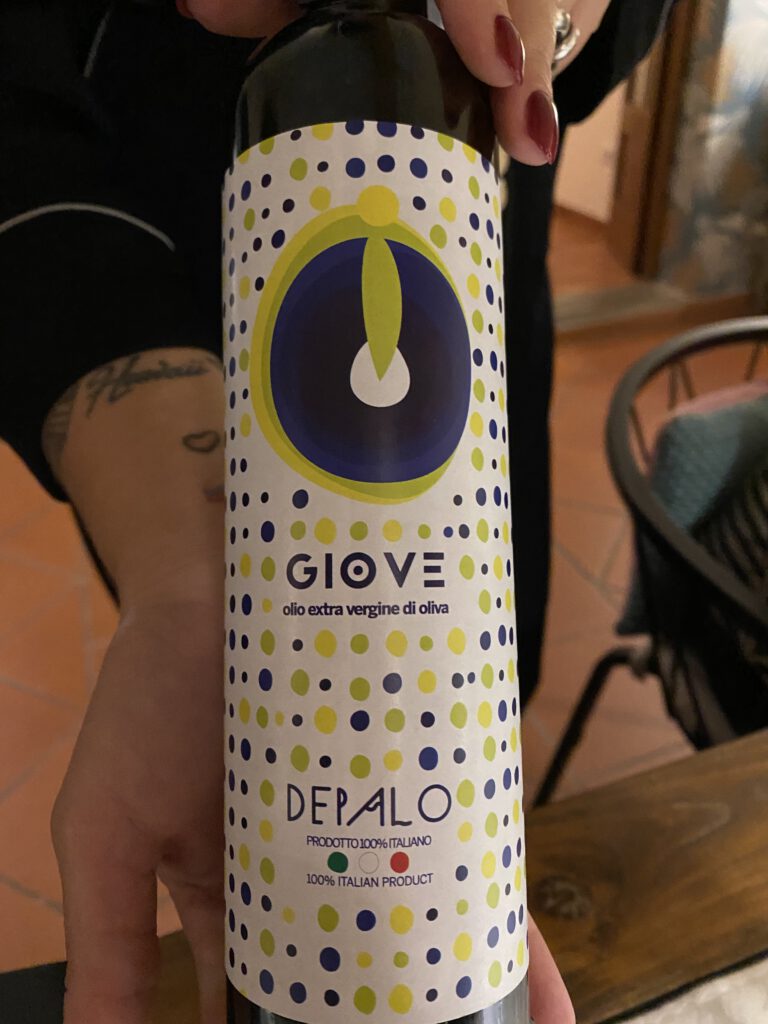 GIOVE
olio extra vergine di oliva
DEPALO
PRODOTTO 100% ITALIANO
100% ITALIAN PRODUCT